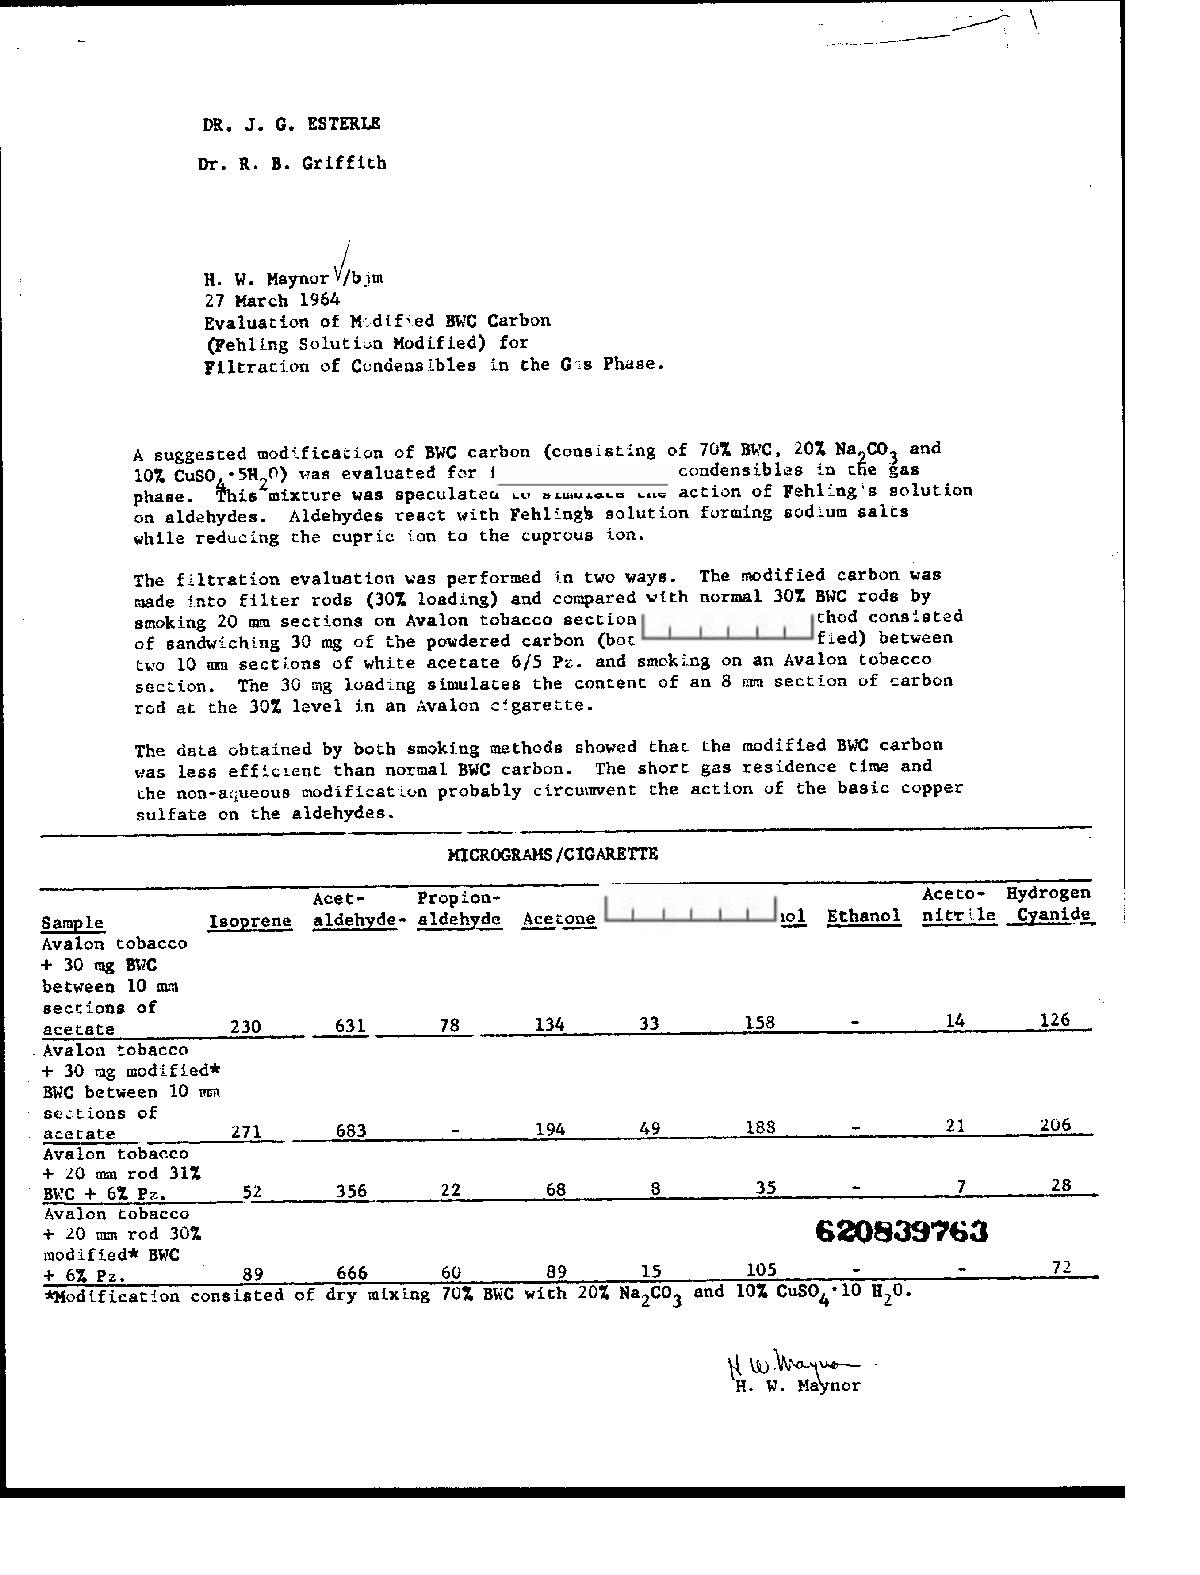 DR. J. G. ESTERLE
Dr. R. B. Griffith
H. W. Maynor /bjm
27 March 1964
Evaluation of Modified BWC Carbon
(Fehling Solution Modified) for
Filtration of Condensibles in the Gas Phase.
A suggested modification of BWC carbon (consisting of 70% BWC, 20% Na2CO3 and
10% CuSO4·5H2O) was evaluated for condensibles in the gas
phase. This mixture was speculated to simulate the action of Fehling's solution
on aldehydes. Aldehydes react with Fehling's solution forming sodium salts
while reducing the cupric ion to the cuprous ion.
The filtration evaluation was performed in two ways. The modified carbon was
made into filter rods (30% loading) and compared with normal 30% BWC rods by
smoking 20 mm sections on Avalon tobacco section thod consisted
of sandwiching 30 mg of the powdered carbon (bot fied) between
two 10 mm sections of white acetate 6/5 Pz. and smoking on an Avalon tobacco
section. The 30 mg loading simulates the content of an 8 mm section of carbon
rod at the 30% level in an Avalon cigarette.
The data obtained by both smoking methods showed that the modified BWC carbon
was less efficient than normal BWC carbon. The short gas residence time and
the non-aqueous modification probably circumvent the action of the basic copper
sulfate on the aldehydes.
MICROGRAMS/CIGARETTE
Acet- Propion- Aceto- Hydrogen
Sample Isoprene aldehyde- aldehyde Acetone nol Ethanol nitrile Cyanide
Avalon tobacco
+ 30 mg BWC
between 10 mm
sections of
acetate 230 631 78 134 33 158 - 14 126
Avalon tobacco
+ 30 mg modified*
BWC between 10 mm
sections of
acetate 271 683 - 194 49 188 - 21 206
Avalon tobacco
+ 20 mm rod 31%
BWC + 6% Pz. 52 356 22 68 8 35 - 7 28
Avalon tobacco
+ 20 mm rod 30%
modified* BWC
+ 6% Pz. 89 666 60 89 15 105 - - 72
620839763
*Modification consisted of dry mixing 70% BWC with 20% Na2CO3 and 10% CuSO4·10 H2O.
H W Maynor
H. W. Maynor